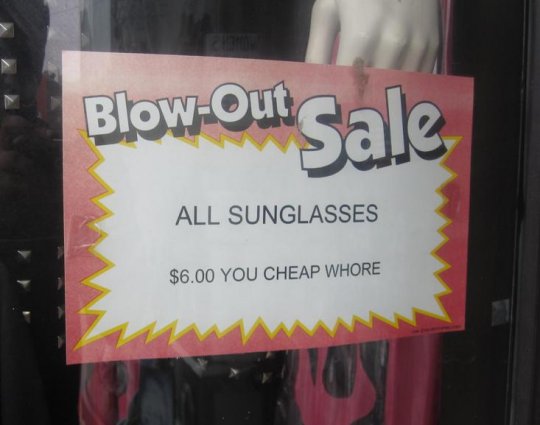 Blow-Out Sale
ALL SUNGLASSES
$6.00 YOU CHEAP WHORE